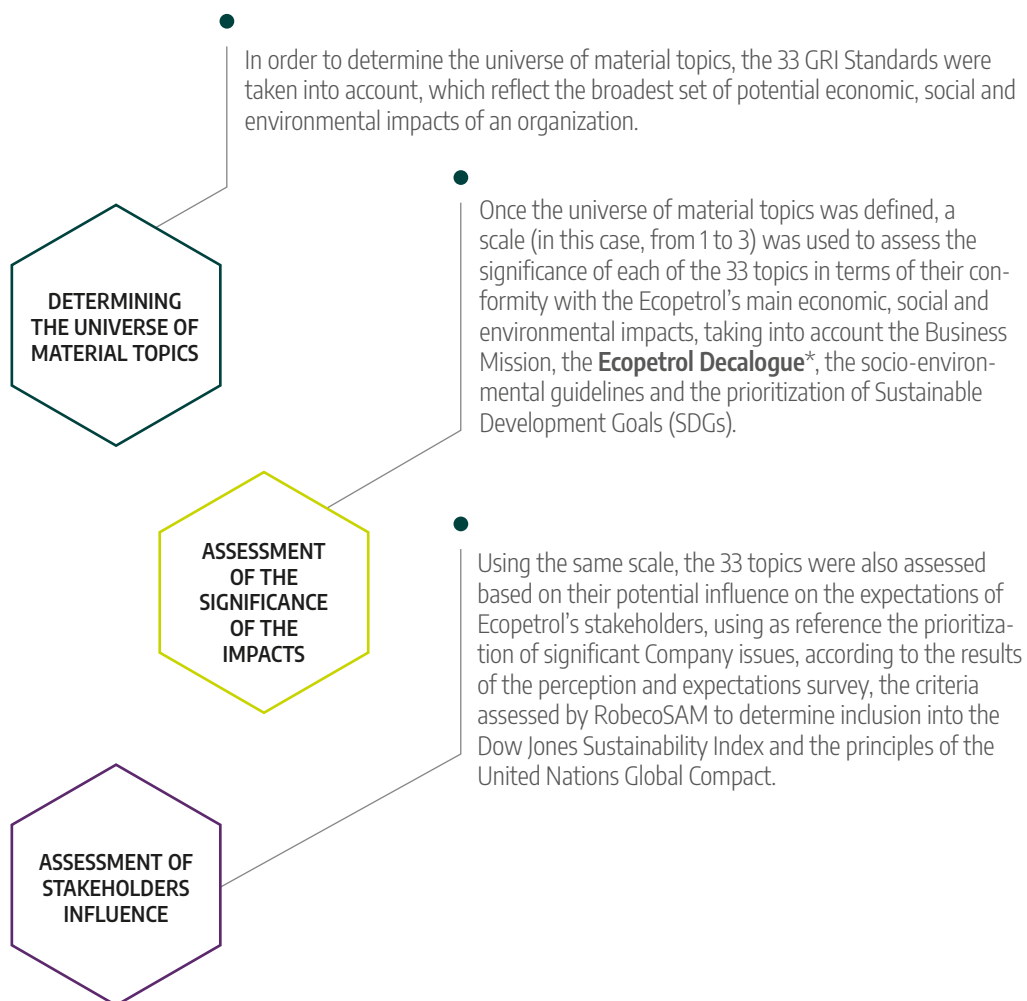 In order to determine the universe of material topics, the 33 GRI Standards were
taken into account, which reflect the broadest set of potential economic, social and
environmental impacts of an organization.
DETERMINING
THE UNIVERSE OF
MATERIAL TOPICS
Once the universe of material topics was defined, a
scale (in this case, from 1 to 3) was used to assess the
significance of each of the 33 topics in terms of their con-
formity with the Ecopetrol's main economic, social and
environmental impacts, taking into account the Business
Mission, the Ecopetrol Decalogue*, the socio-environ-
mental guidelines and the prioritization of Sustainable
Development Goals (SDGs).
ASSESSMENT
OF THE
SIGNIFICANCE
OF THE
IMPACTS
Using the same scale, the 33 topics were also assessed
based on their potential influence on the expectations of
Ecopetrol's stakeholders, using as reference the prioritiza-
tion of significant Company issues, according to the results
of the perception and expectations survey, the criteria
assessed by RobecoSAM to determine inclusion into the
Dow Jones Sustainability Index and the principles of the
United Nations Global Compact.
ASSESSMENT OF
STAKEHOLDERS
INFLUENCE